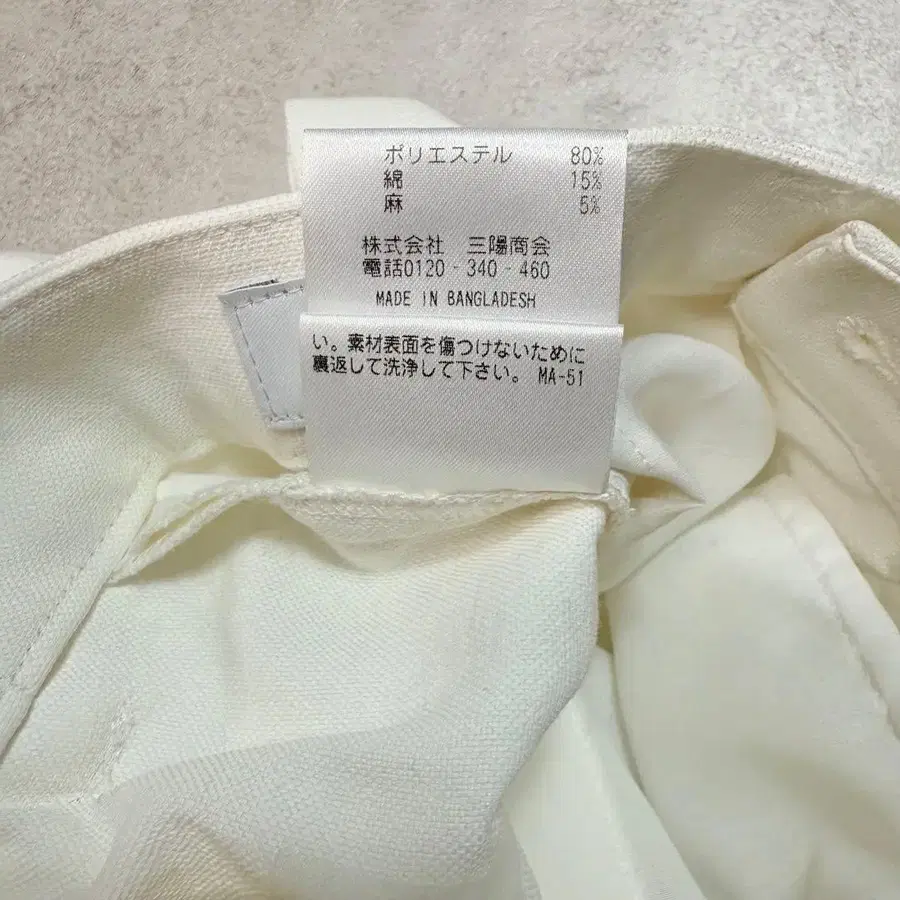 ポリエステル 80%
綿 15%
麻 5%
株式会社 三陽商会
電話0120-340-460
MADE IN BANGLADESH
い。素材表面を傷つけないために
裏返して洗浄して下さい。 MA-51